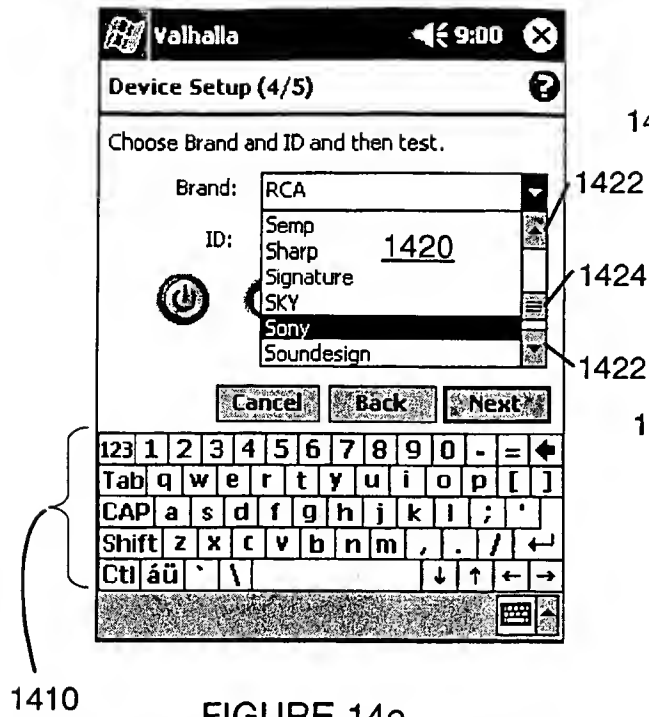 Valhalla 9:00
Device Setup (4/5)
Choose Brand and ID and then test.
Brand: RCA
1422
ID:
Semp
Sharp
1420
Signature
1424
SKY
Sony
Soundesign
1422
Cancel Back Next
123 1 2 3 4 5 6 7 8 9 0 - =
Tab q w e r t y u i o p [ ]
CAP a s d f g h j k l ; '
Shift z x c v b n m , . /
Ctl áü ` \ ↓ ↑ ← →
1410